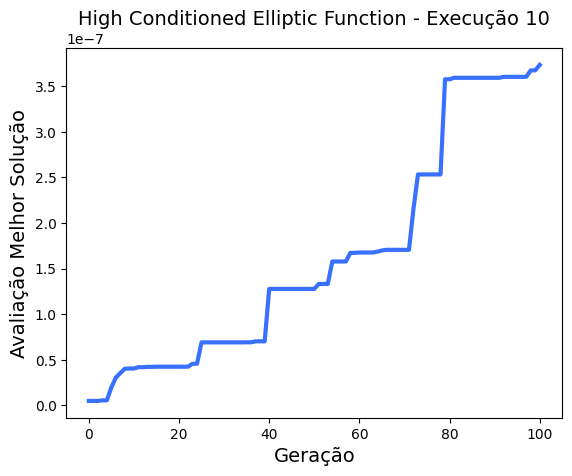 High Conditioned Elliptic Function - Execução 10
1e−7
3.5
3.0
2.5
2.0
1.5
1.0
0.5
0.0
Avaliação Melhor Solução
0 20 40 60 80 100
Geração